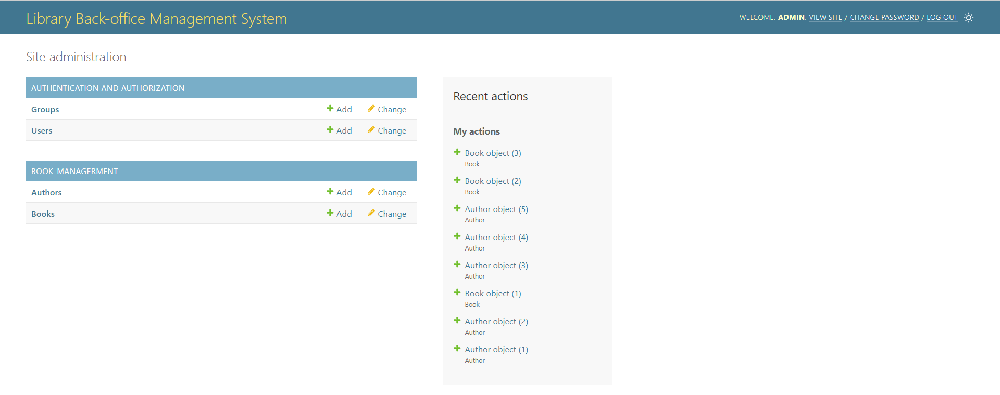 Library Back-office Management System
WELCOME, ADMIN. VIEW SITE / CHANGE PASSWORD / LOG OUT
Site administration
AUTHENTICATION AND AUTHORIZATION
Groups Add Change
Users Add Change
BOOK_MANAGERMENT
Authors Add Change
Books Add Change
Recent actions
My actions
Book object (3)
Book
Book object (2)
Book
Author object (5)
Author
Author object (4)
Author
Author object (3)
Author
Book object (1)
Book
Author object (2)
Author
Author object (1)
Author